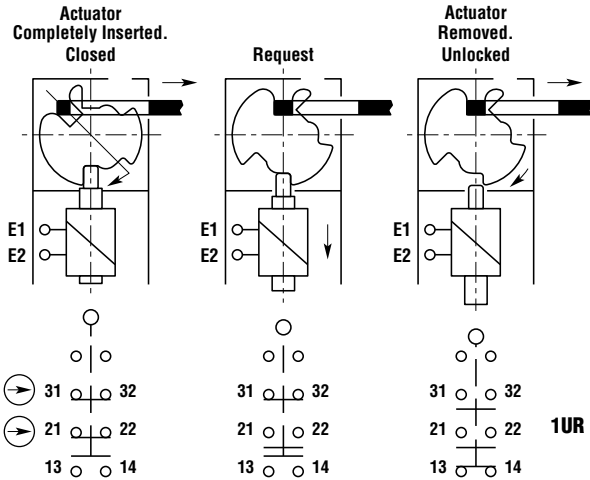 Actuator
Completely Inserted.
Closed
Request
Actuator
Removed.
Unlocked
E1
E2
E1
E2
E1
E2
31 32
31 32
31 32
21 22
21 22
21 22
1UR
13 14
13 14
13 14